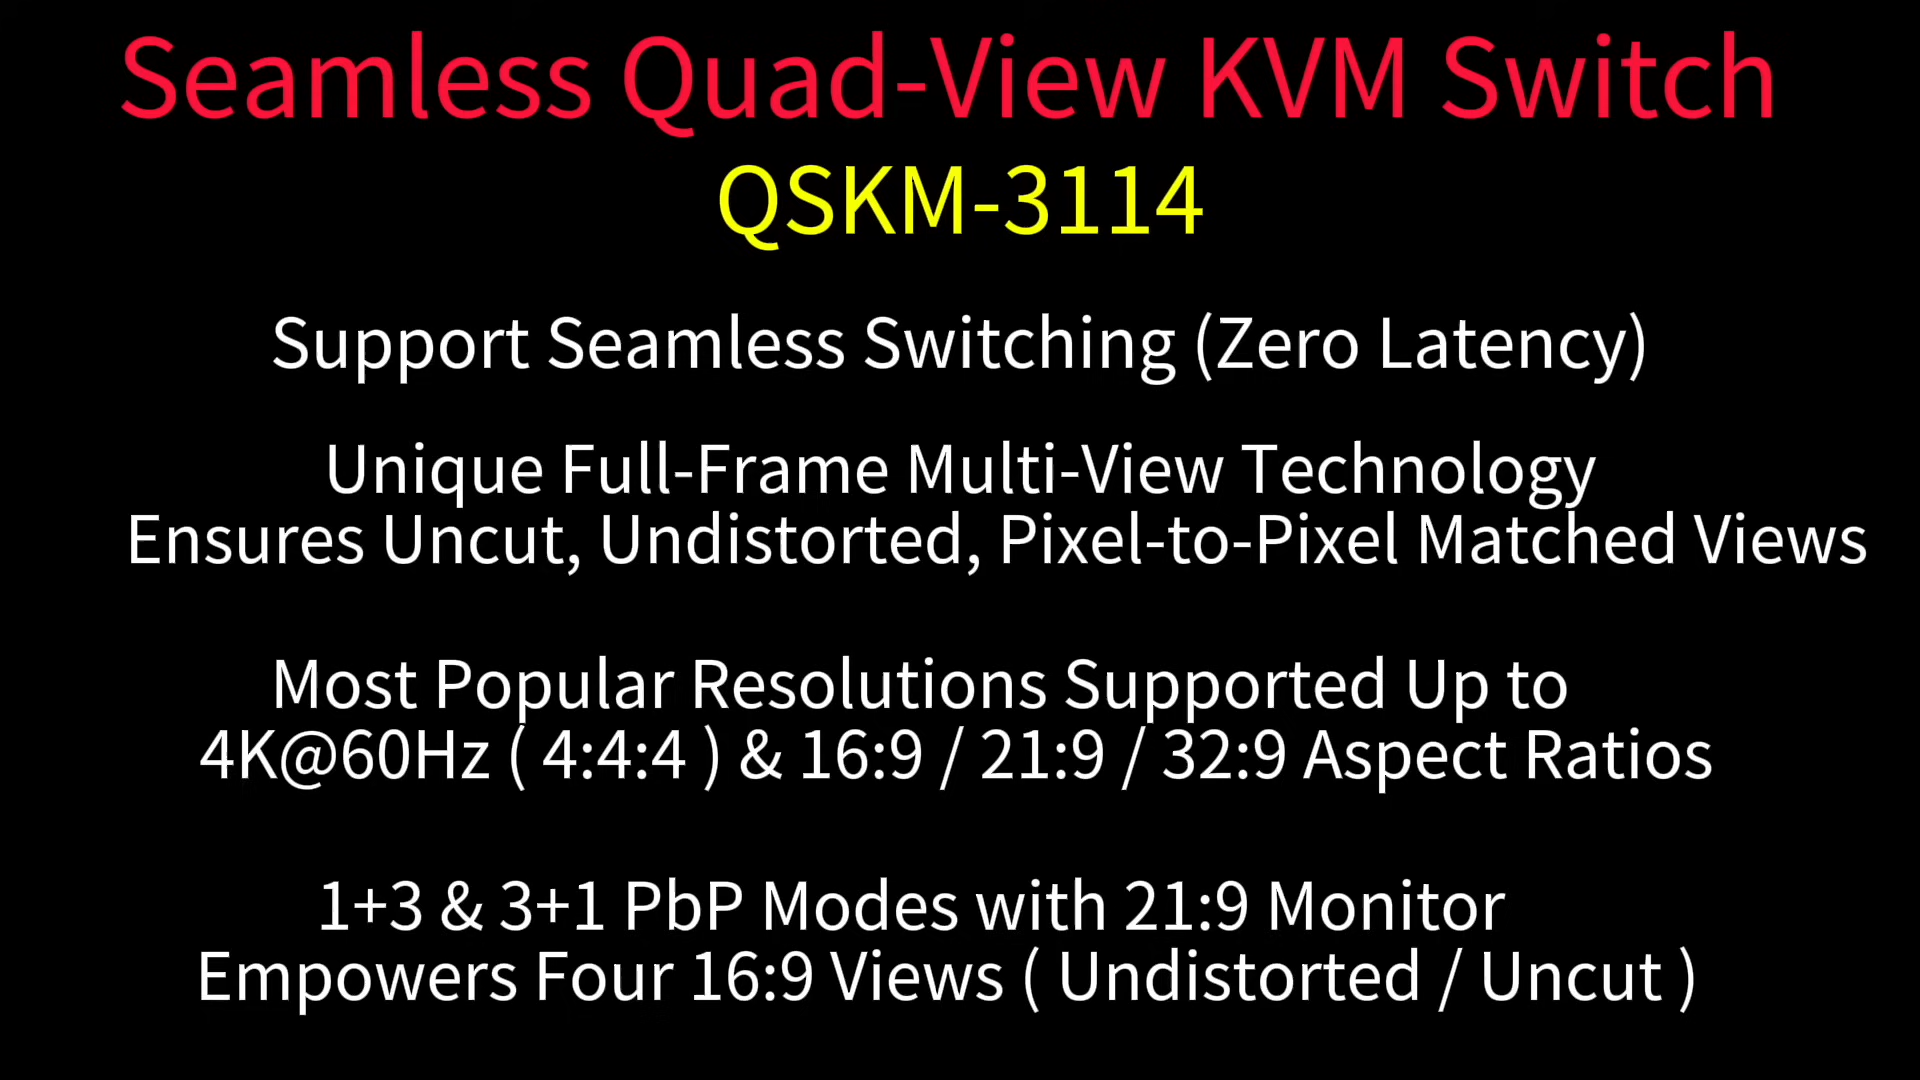 Seamless Quad-View KVM Switch
QSKM-3114
Support Seamless Switching (Zero Latency)
Unique Full-Frame Multi-View Technology
Ensures Uncut, Undistorted, Pixel-to-Pixel Matched Views
Most Popular Resolutions Supported Up to
4K@60Hz ( 4:4:4 ) & 16:9 / 21:9 / 32:9 Aspect Ratios
1+3 & 3+1 PbP Modes with 21:9 Monitor
Empowers Four 16:9 Views ( Undistorted / Uncut )